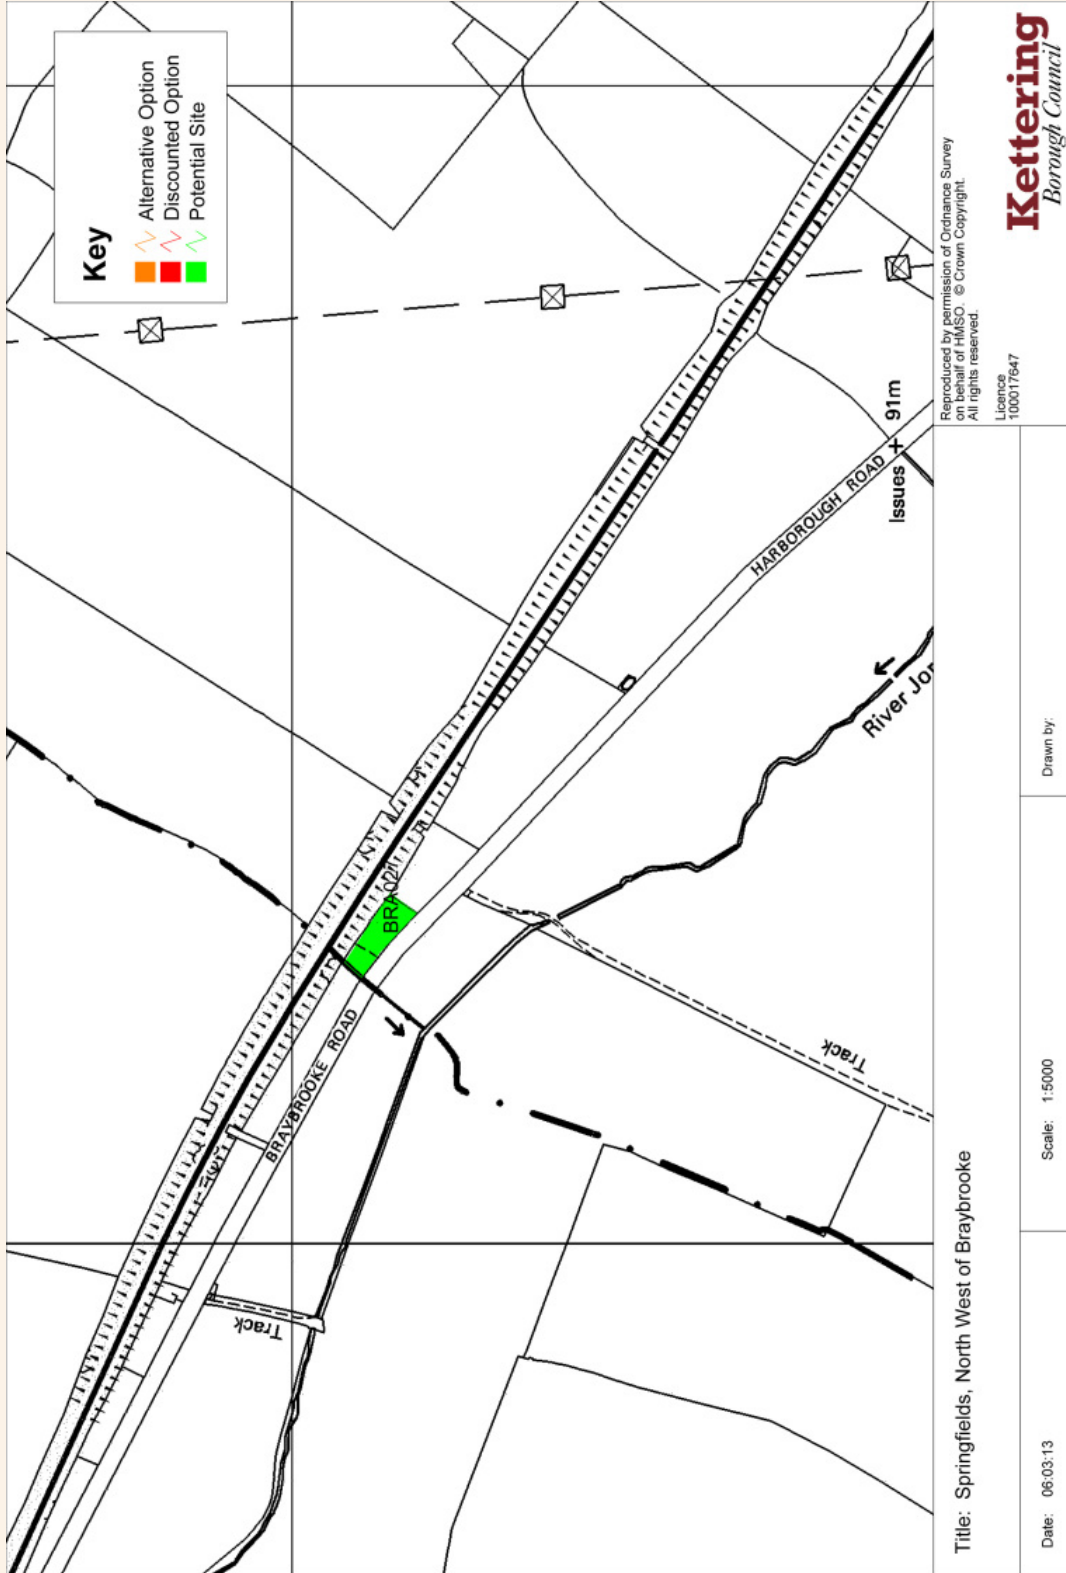 Key
Alternative Option
Discounted Option
Potential Site
BRAYBROOKE ROAD
HARBOROUGH ROAD
Issues
91m
Track
Track
River Jor
Title: Springfields, North West of Braybrooke
Date: 06:03:13
Scale: 1:5000
Drawn by:
Reproduced by permission of Ordnance Survey
on behalf of HMSO. © Crown Copyright.
All rights reserved.
Licence
100017647
Kettering
Borough Council